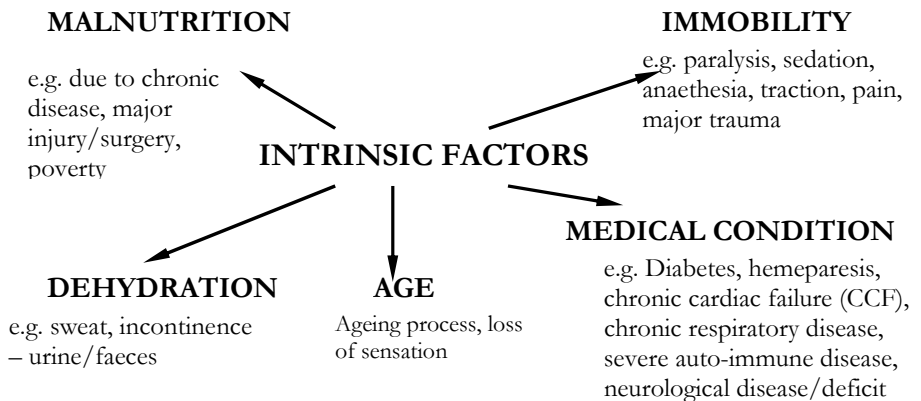 MALNUTRITION
e.g. due to chronic
disease, major
injury/surgery,
poverty
IMMOBILITY
e.g. paralysis, sedation,
anaethesia, traction, pain,
major trauma
INTRINSIC FACTORS
DEHYDRATION
e.g. sweat, incontinence
– urine/faeces
AGE
Ageing process, loss
of sensation
MEDICAL CONDITION
e.g. Diabetes, hemeparesis,
chronic cardiac failure (CCF),
chronic respiratory disease,
severe auto-immune disease,
neurological disease/deficit